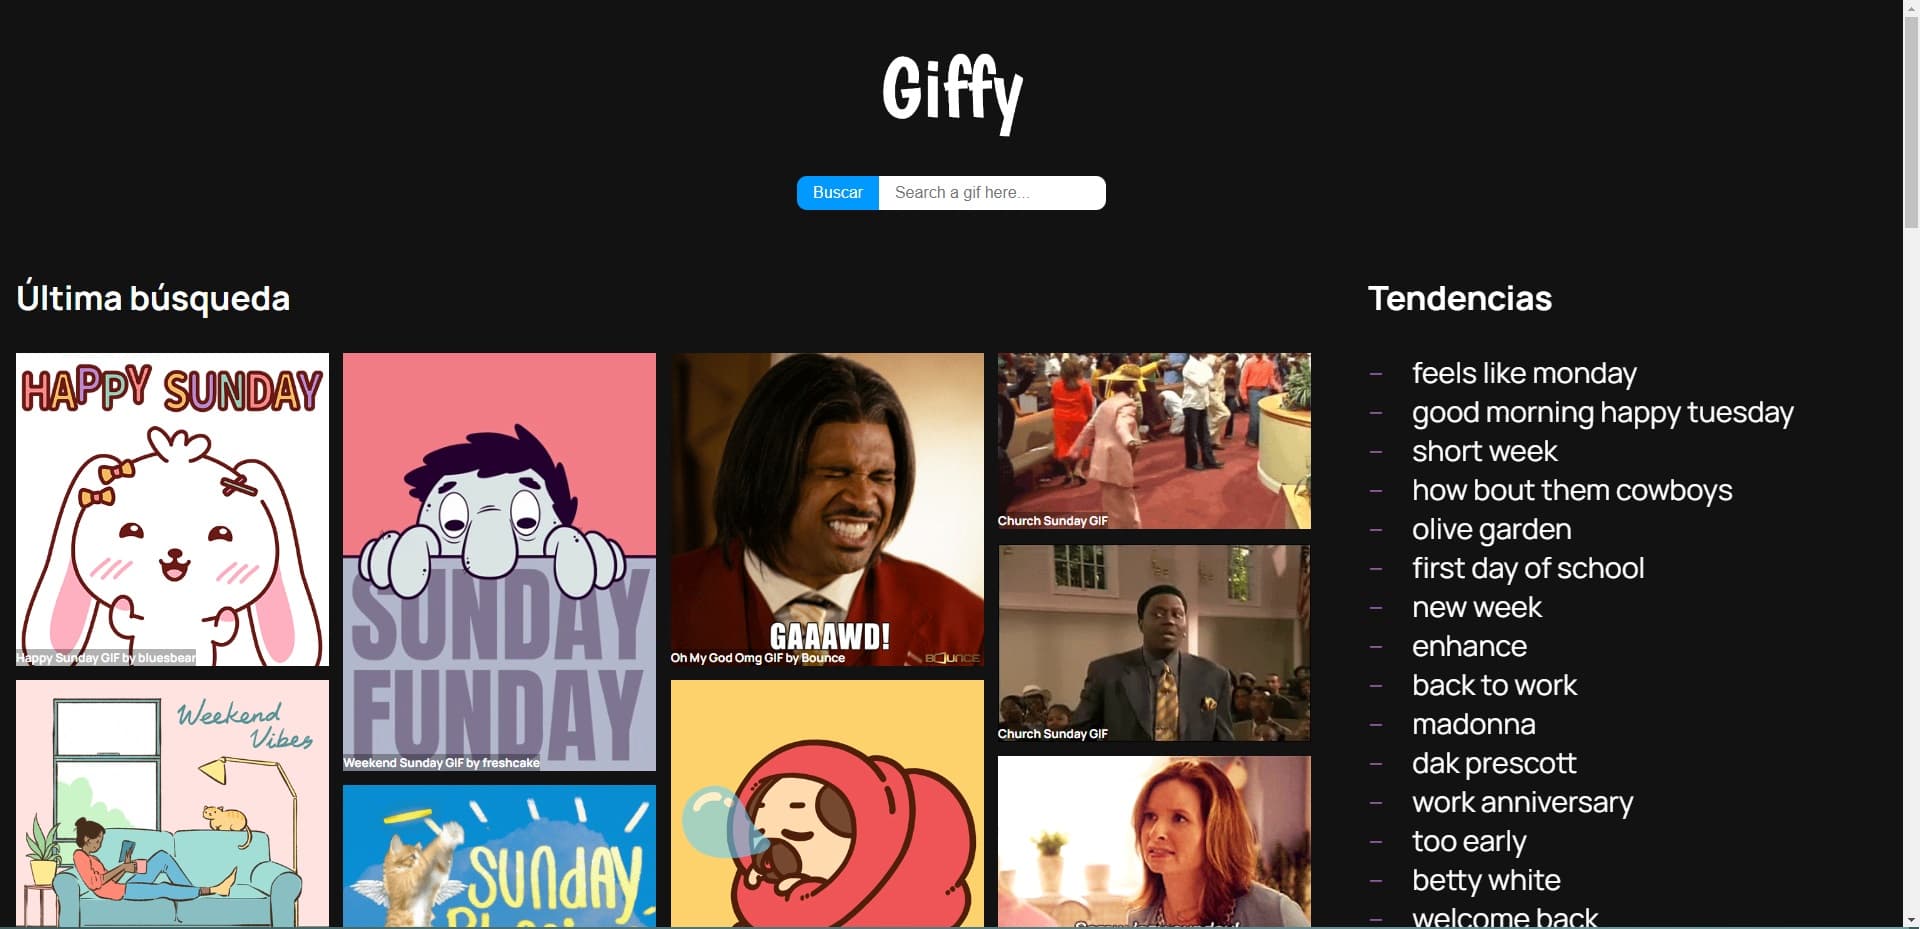 Giffy
Buscar
Search a gif here...
Última búsqueda
HAPPY SUNDAY
Happy Sunday GIF by bluesbear
Weekend
Vibes
SUNDAY
FUNDAY
Weekend Sunday GIF by freshcake
SUNdAY
GAAAWD!
Oh My God Omg GIF by Bounce
BOUNCE
Church Sunday GIF
Church Sunday GIF
Tendencias
– feels like monday
– good morning happy tuesday
– short week
– how bout them cowboys
– olive garden
– first day of school
– new week
– enhance
– back to work
– madonna
– dak prescott
– work anniversary
– too early
– betty white
– welcome back